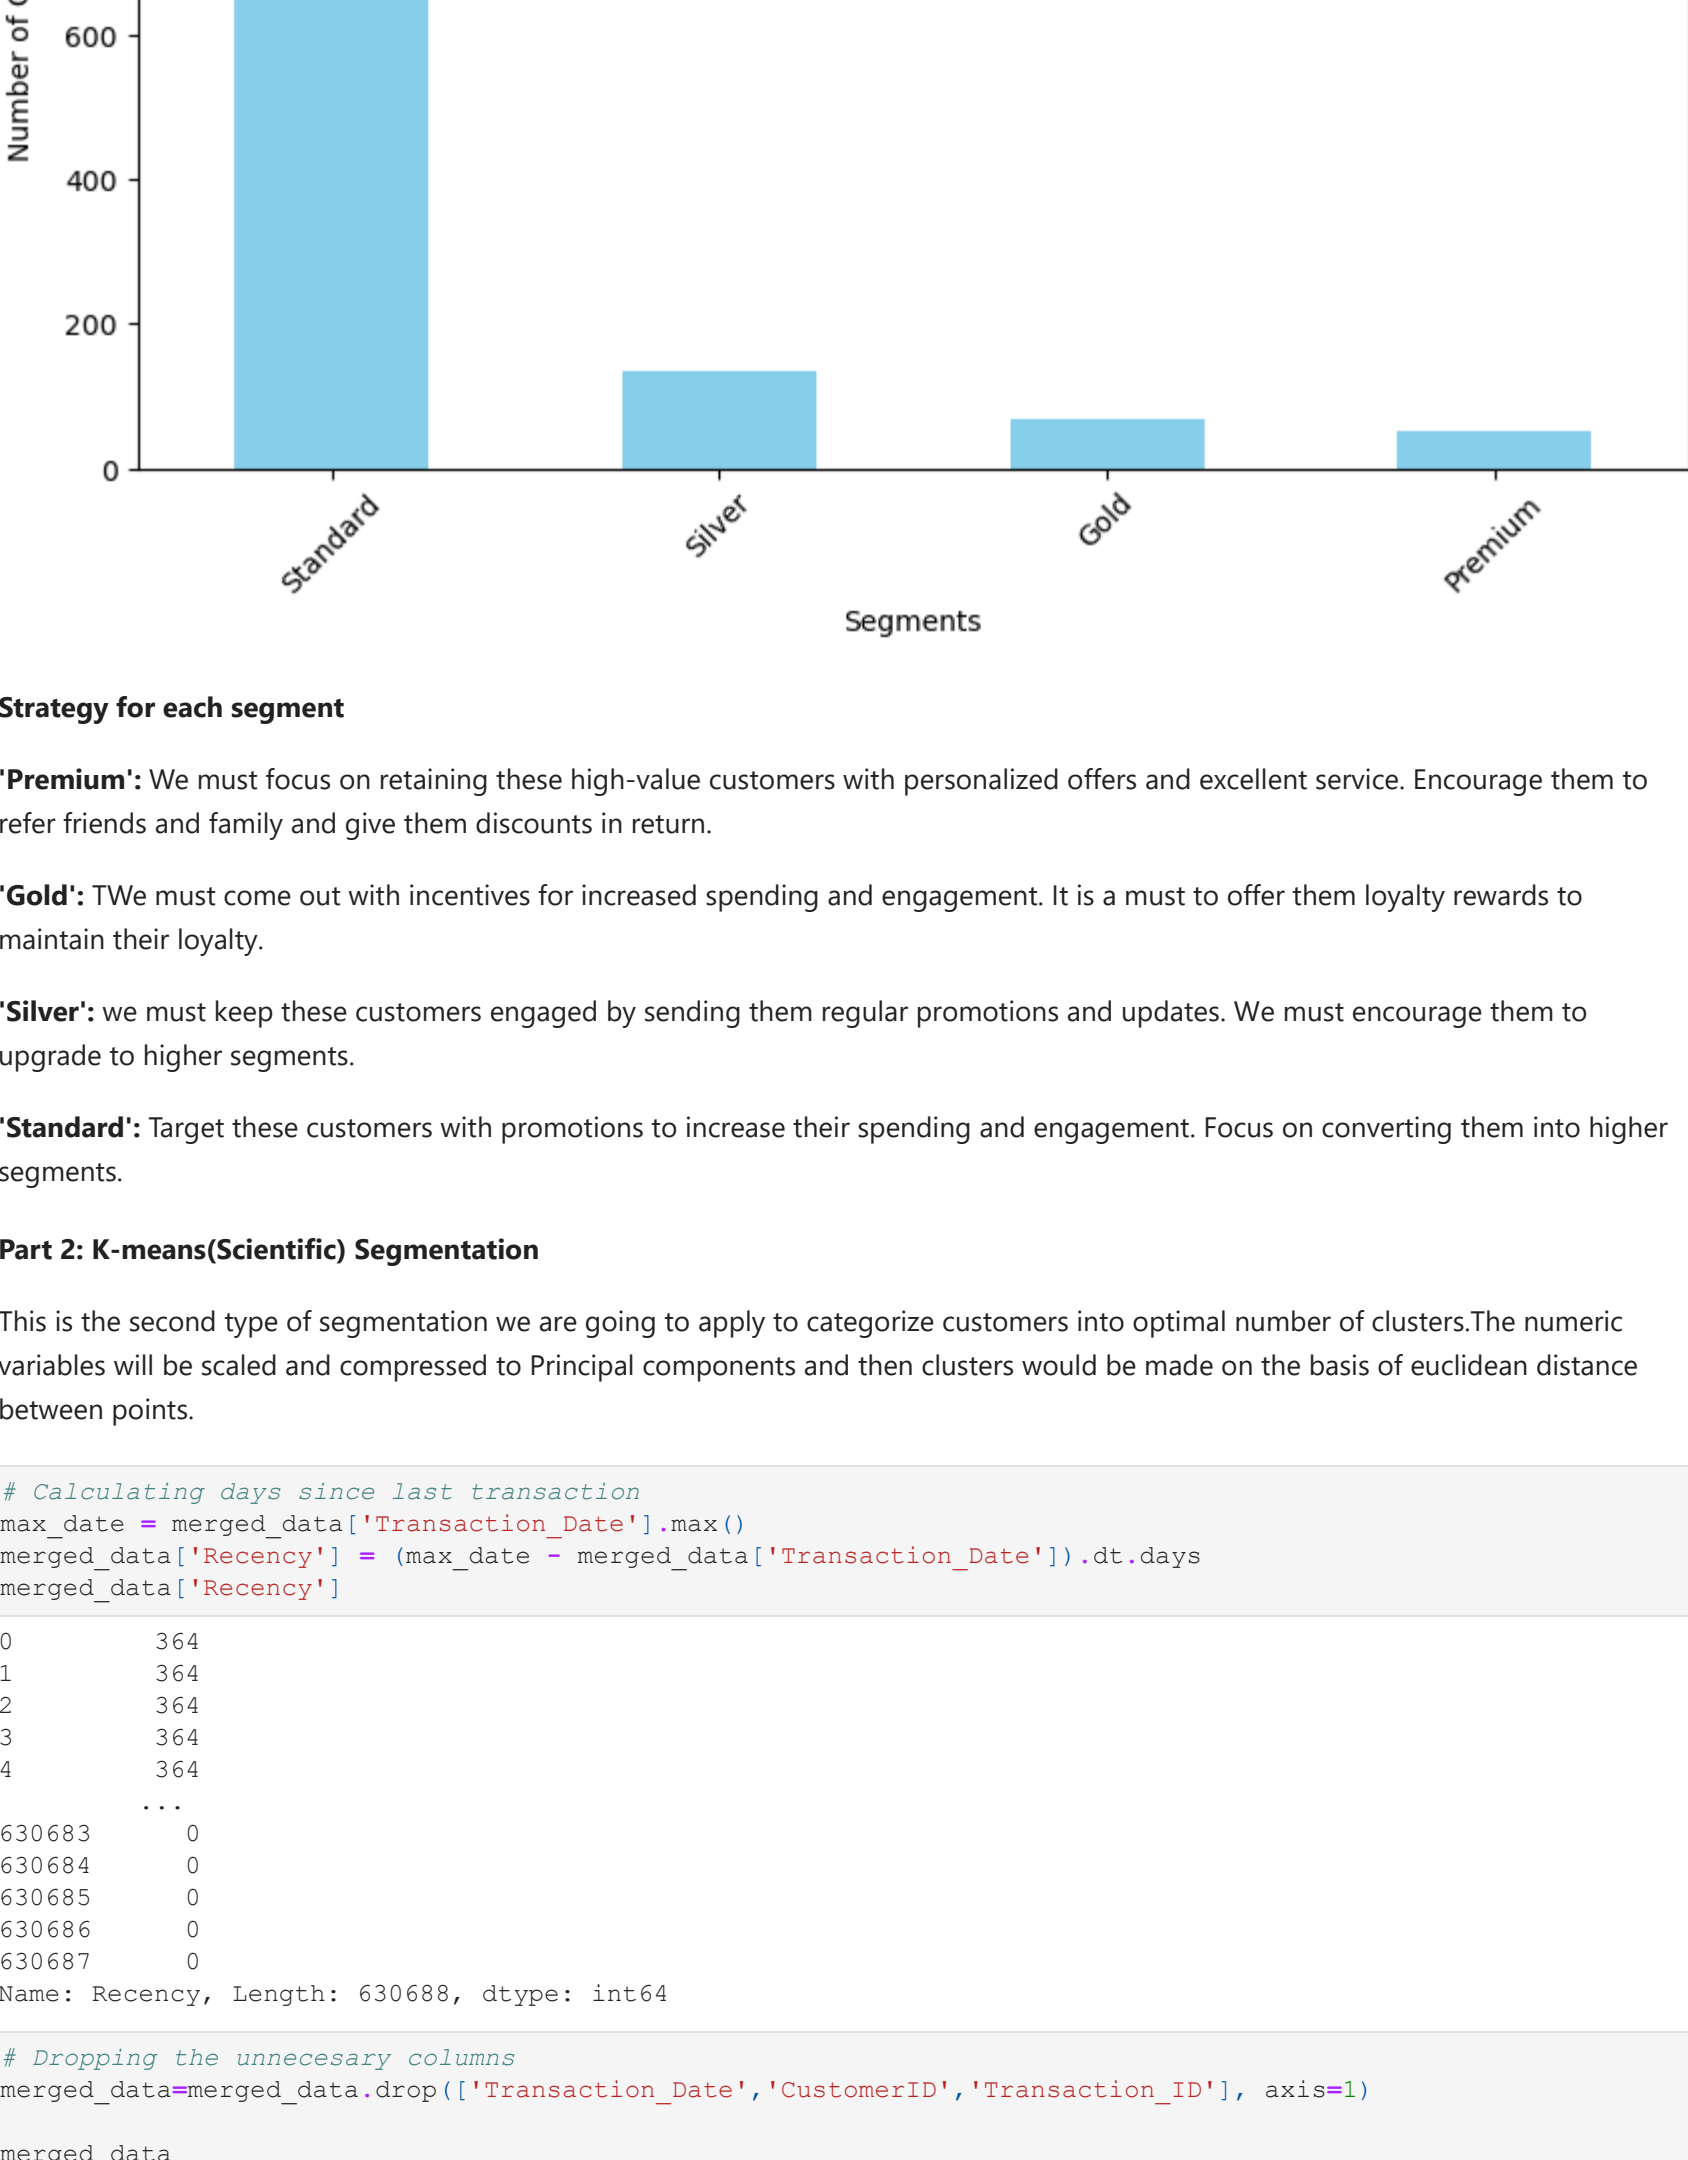 Number of
600
400
200
0
Standard
Silver
Gold
Premium
Segments
Strategy for each segment
'Premium': We must focus on retaining these high-value customers with personalized offers and excellent service. Encourage them to
refer friends and family and give them discounts in return.
'Gold': TWe must come out with incentives for increased spending and engagement. It is a must to offer them loyalty rewards to
maintain their loyalty.
'Silver': we must keep these customers engaged by sending them regular promotions and updates. We must encourage them to
upgrade to higher segments.
'Standard': Target these customers with promotions to increase their spending and engagement. Focus on converting them into higher
segments.
Part 2: K-means(Scientific) Segmentation
This is the second type of segmentation we are going to apply to categorize customers into optimal number of clusters.The numeric
variables will be scaled and compressed to Principal components and then clusters would be made on the basis of euclidean distance
between points.
# Calculating days since last transaction
max_date = merged_data['Transaction_Date'].max()
merged_data['Recency'] = (max_date - merged_data['Transaction_Date']).dt.days
merged_data['Recency']
0 364
1 364
2 364
3 364
4 364
...
630683 0
630684 0
630685 0
630686 0
630687 0
Name: Recency, Length: 630688, dtype: int64
# Dropping the unnecesary columns
merged_data=merged_data.drop(['Transaction_Date','CustomerID','Transaction_ID'], axis=1)
merged_data